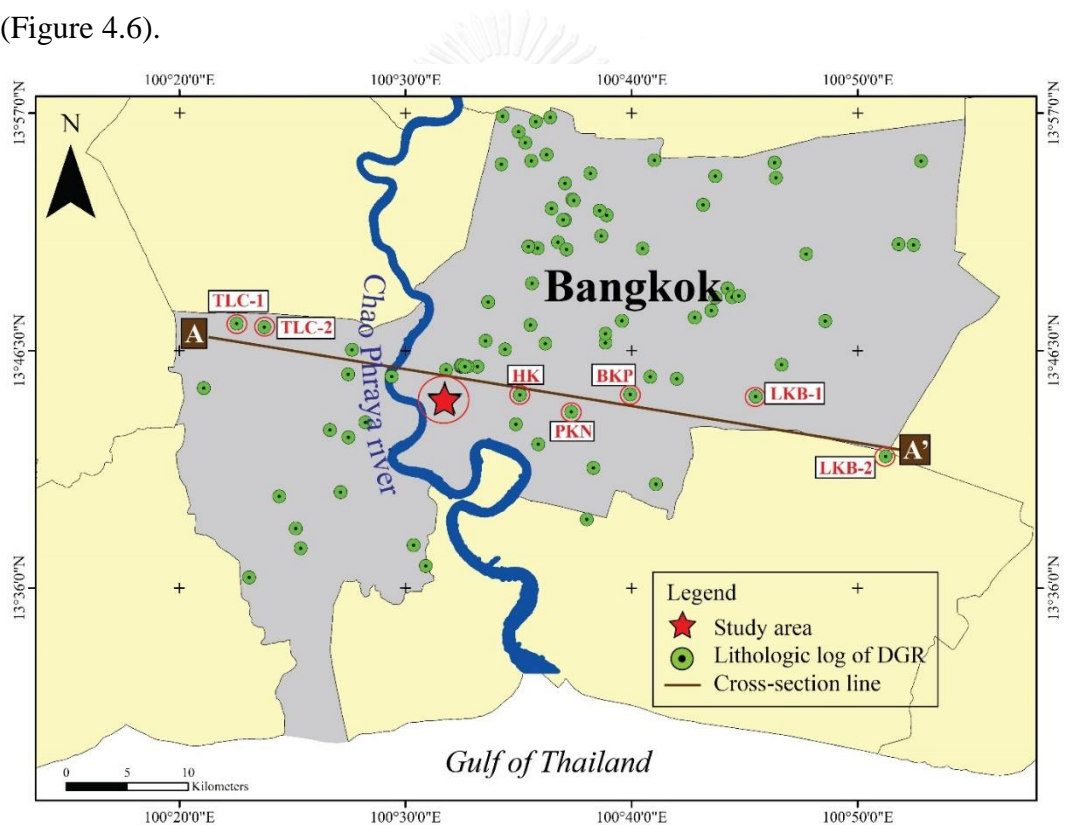 (Figure 4.6).
100°20'0"E 100°30'0"E 100°40'0"E 100°50'0"E
13°57'0"N 13°57'0"N
N
Bangkok
Chao Phraya river
TLC-1
TLC-2
A
13°46'30"N 13°46'30"N
HK
BKP
LKB-1
PKN
A'
LKB-2
13°36'0"N 13°36'0"N
Legend
Study area
Lithologic log of DGR
Cross-section line
Gulf of Thailand
0 5 10
Kilometers
100°20'0"E 100°30'0"E 100°40'0"E 100°50'0"E